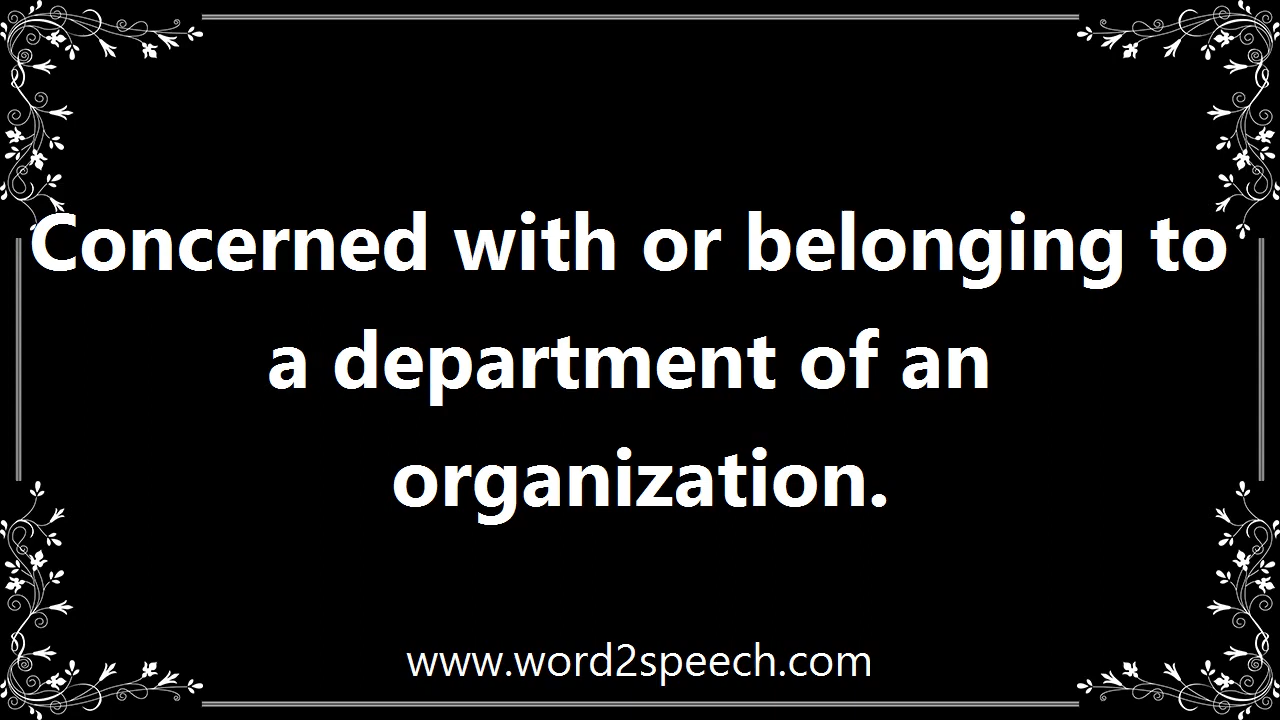 Concerned with or belonging to
a department of an
organization.
www.word2speech.com